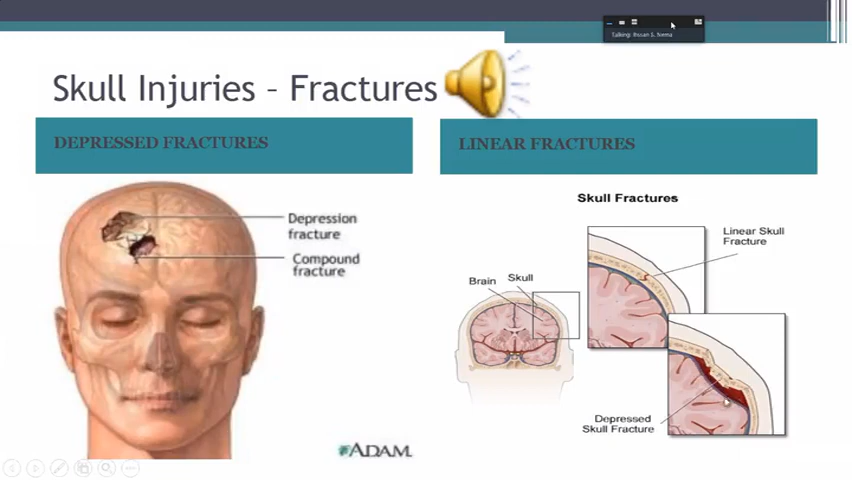 Skull Injuries – Fractures
DEPRESSED FRACTURES
LINEAR FRACTURES
Depression
fracture
Compound
fracture
ADAM.
Skull Fractures
Linear Skull
Fracture
Brain
Skull
Depressed
Skull Fracture